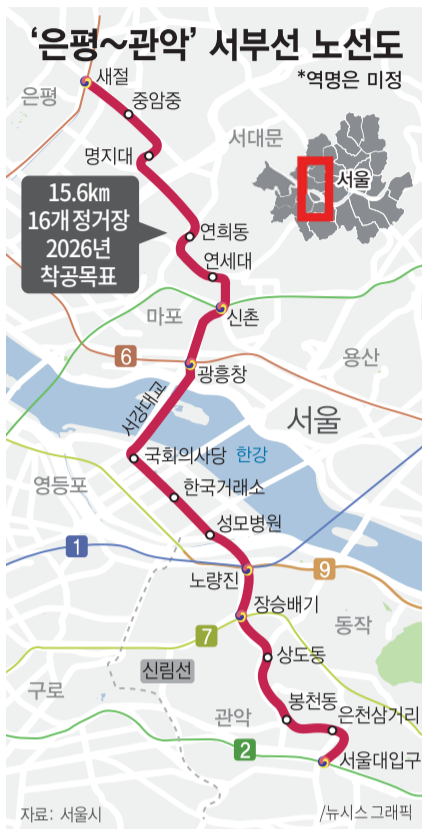 ‘은평~관악’ 서부선 노선도
*역명은 미정
새절
은평
중암중
서대문
명지대
서울
15.6㎞
16개 정거장
2026년
착공목표
연희동
연세대
마포
신촌
6
용산
광흥창
서강대교
서울
국회의사당
한강
영등포
한국거래소
성모병원
1
노량진
9
장승배기
7
동작
상도동
신림선
구로
관악
봉천동
은천삼거리
2
서울대입구
자료: 서울시
/뉴시스 그래픽